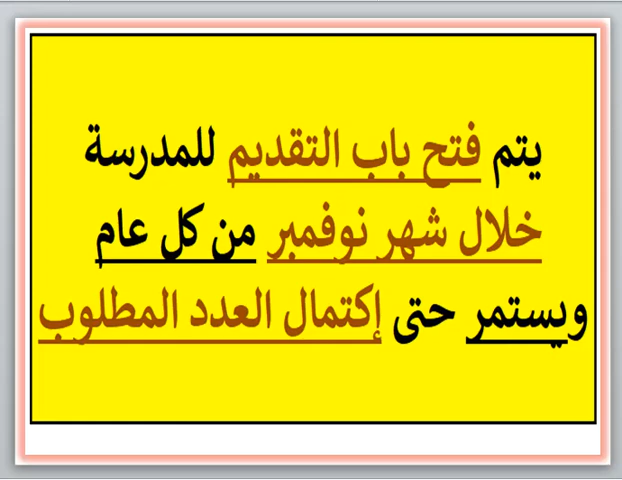 يتم فتح باب التقديم للمدرسة
خلال شهر نوفمبر من كل عام
ويستمر حتى إكتمال العدد المطلوب